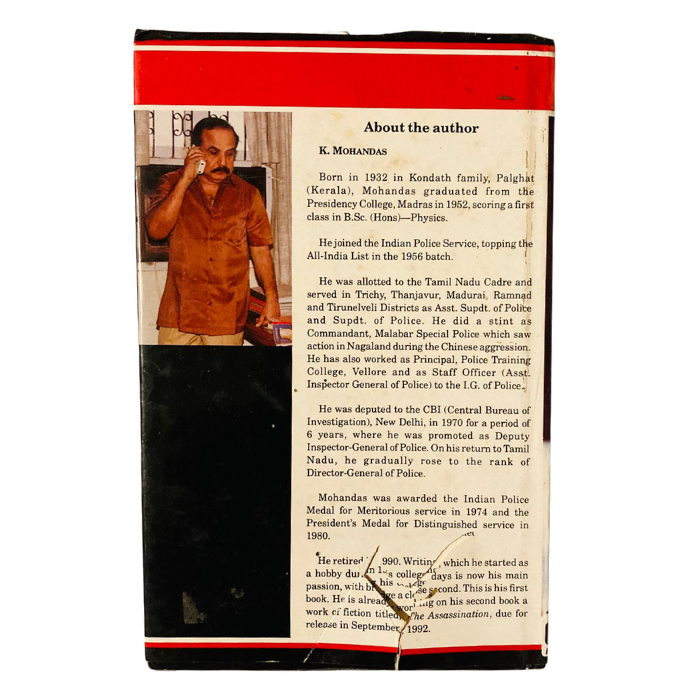 About the author
K. MOHANDAS
Born in 1932 in Kondath family, Palghat
(Kerala), Mohandas graduated from the
Presidency College, Madras in 1952, scoring a first
class in B.Sc. (Hons)—Physics.
He joined the Indian Police Service, topping the
All-India List in the 1956 batch.
He was allotted to the Tamil Nadu Cadre and
served in Trichy, Thanjavur, Madurai, Ramnad
and Tirunelveli Districts as Asst. Supdt. of Police
and Supdt. of Police. He did a stint as
Commandant, Malabar Special Police which saw
action in Nagaland during the Chinese aggression.
He has also worked as Principal, Police Training
College, Vellore and as Staff Officer (Asst.
Inspector General of Police) to the I.G. of Police.
He was deputed to the CBI (Central Bureau of
Investigation), New Delhi, in 1970 for a period of
6 years, where he was promoted as Deputy
Inspector-General of Police. On his return to Tamil
Nadu, he gradually rose to the rank of
Director-General of Police.
Mohandas was awarded the Indian Police
Medal for Meritorious service in 1974 and the
President's Medal for Distinguished service in
1980.
He retired 990. Writing, which he started as
a hobby college days is now his main
passion, with a close second. This is his first
book. He is already working on his second book a
work of fiction titled The Assassination, due for
release in September, 1992.